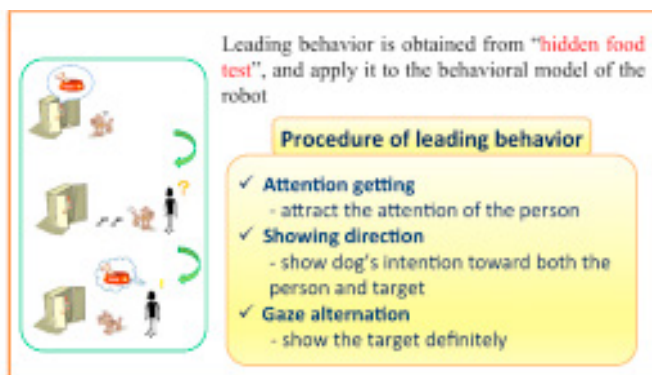 Leading behavior is obtained from “hidden food
test”, and apply it to the behavioral model of the
robot
Procedure of leading behavior
✓ Attention getting
- attract the attention of the person
✓ Showing direction
- show dog's intention toward both the
person and target
✓ Gaze alternation
- show the target definitely
?
!